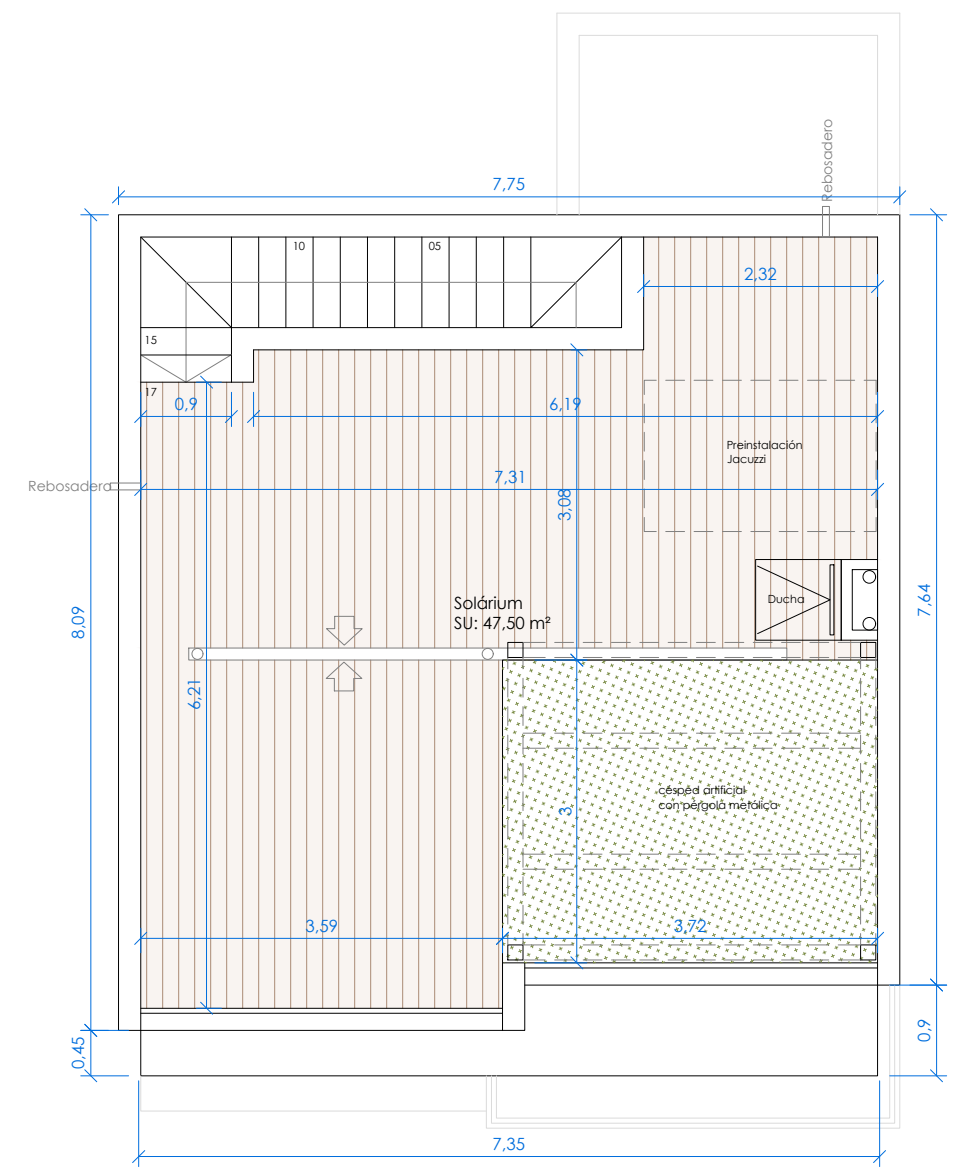 Rebosadero
7,75
10
05
2,32
15
17
0,9
6,19
Preinstalación
Jacuzzi
Rebosadero
7,31
3,08
Ducha
Solárium
SU: 47,50 m²
8,09
7,64
6,21
césped artificial
con pérgola metálica
3
3,59
3,72
0,45
0,9
7,35